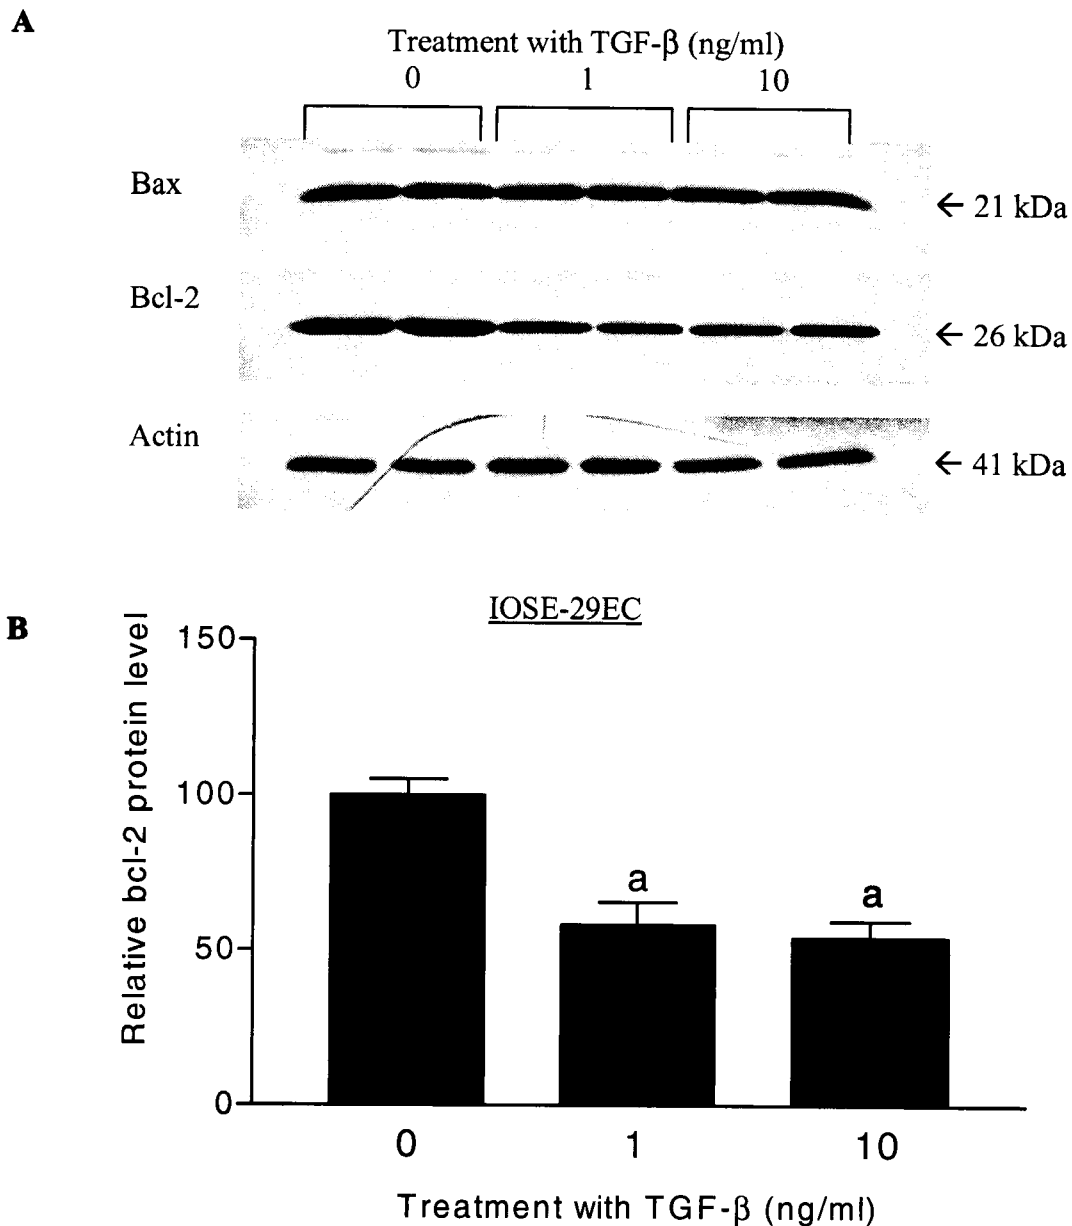 A
Treatment with TGF-β (ng/ml)
0 1 10
Bax ← 21 kDa
Bcl-2 ← 26 kDa
Actin ← 41 kDa
B
IOSE-29EC
Relative bcl-2 protein level
150
100
50
0
a a
0 1 10
Treatment with TGF-β (ng/ml)